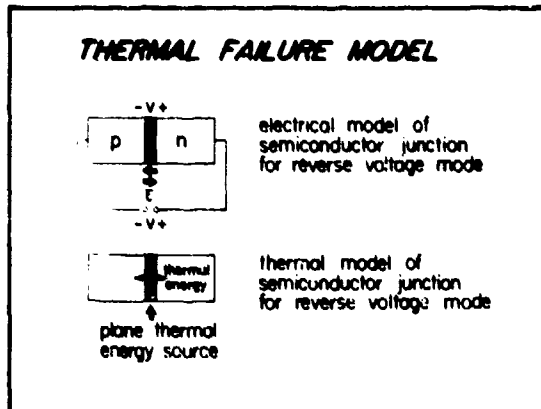 THERMAL FAILURE MODEL
- V +
p n
electrical model of
semiconductor junction
for reverse voltage mode
E
- V +
thermal
energy
thermal model of
semiconductor junction
for reverse voltage mode
plane thermal
energy source